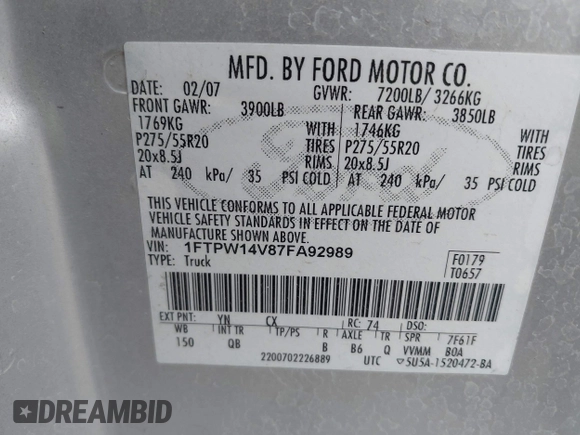 MFD. BY FORD MOTOR CO.
DATE: 02/07 GVWR: 7200LB/ 3266KG
FRONT GAWR: 3900LB REAR GAWR: 3850LB
1769KG WITH 1746KG WITH
P275/55R20 TIRES P275/55R20 TIRES
20x8.5J RIMS 20x8.5J RIMS
AT 240 kPa/ 35 PSI COLD AT 240 kPa/ 35 PSI COLD
THIS VEHICLE CONFORMS TO ALL APPLICABLE FEDERAL MOTOR
VEHICLE SAFETY STANDARDS IN EFFECT ON THE DATE OF
MANUFACTURE SHOWN ABOVE.
VIN: 1FTPW14V87FA92989
TYPE: Truck
F0179
T0657
EXT PNT: YN CX RC: 74 DSO:
WB INT TR TP/PS R AXLE TR SPR 7F61F
150 QB B B6 Q VVMM BOA
2200702226889 UTC 5U5A-1520472-BA
Ford
DREAMBID